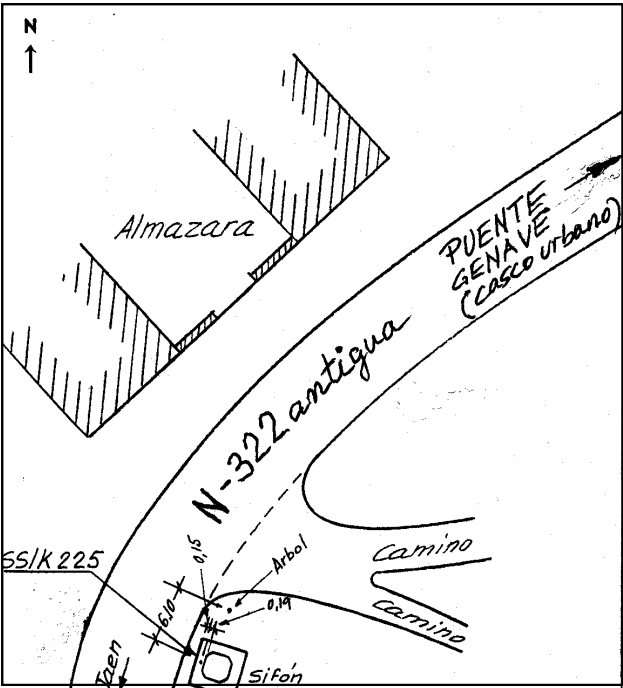 N
Almazara
PUENTE
GENAVE
(casco urbano)
N-322 antigua
SS/K 225
0,15
Arbol
Camino
6,10
0,19
Camino
Jaen
Sifón